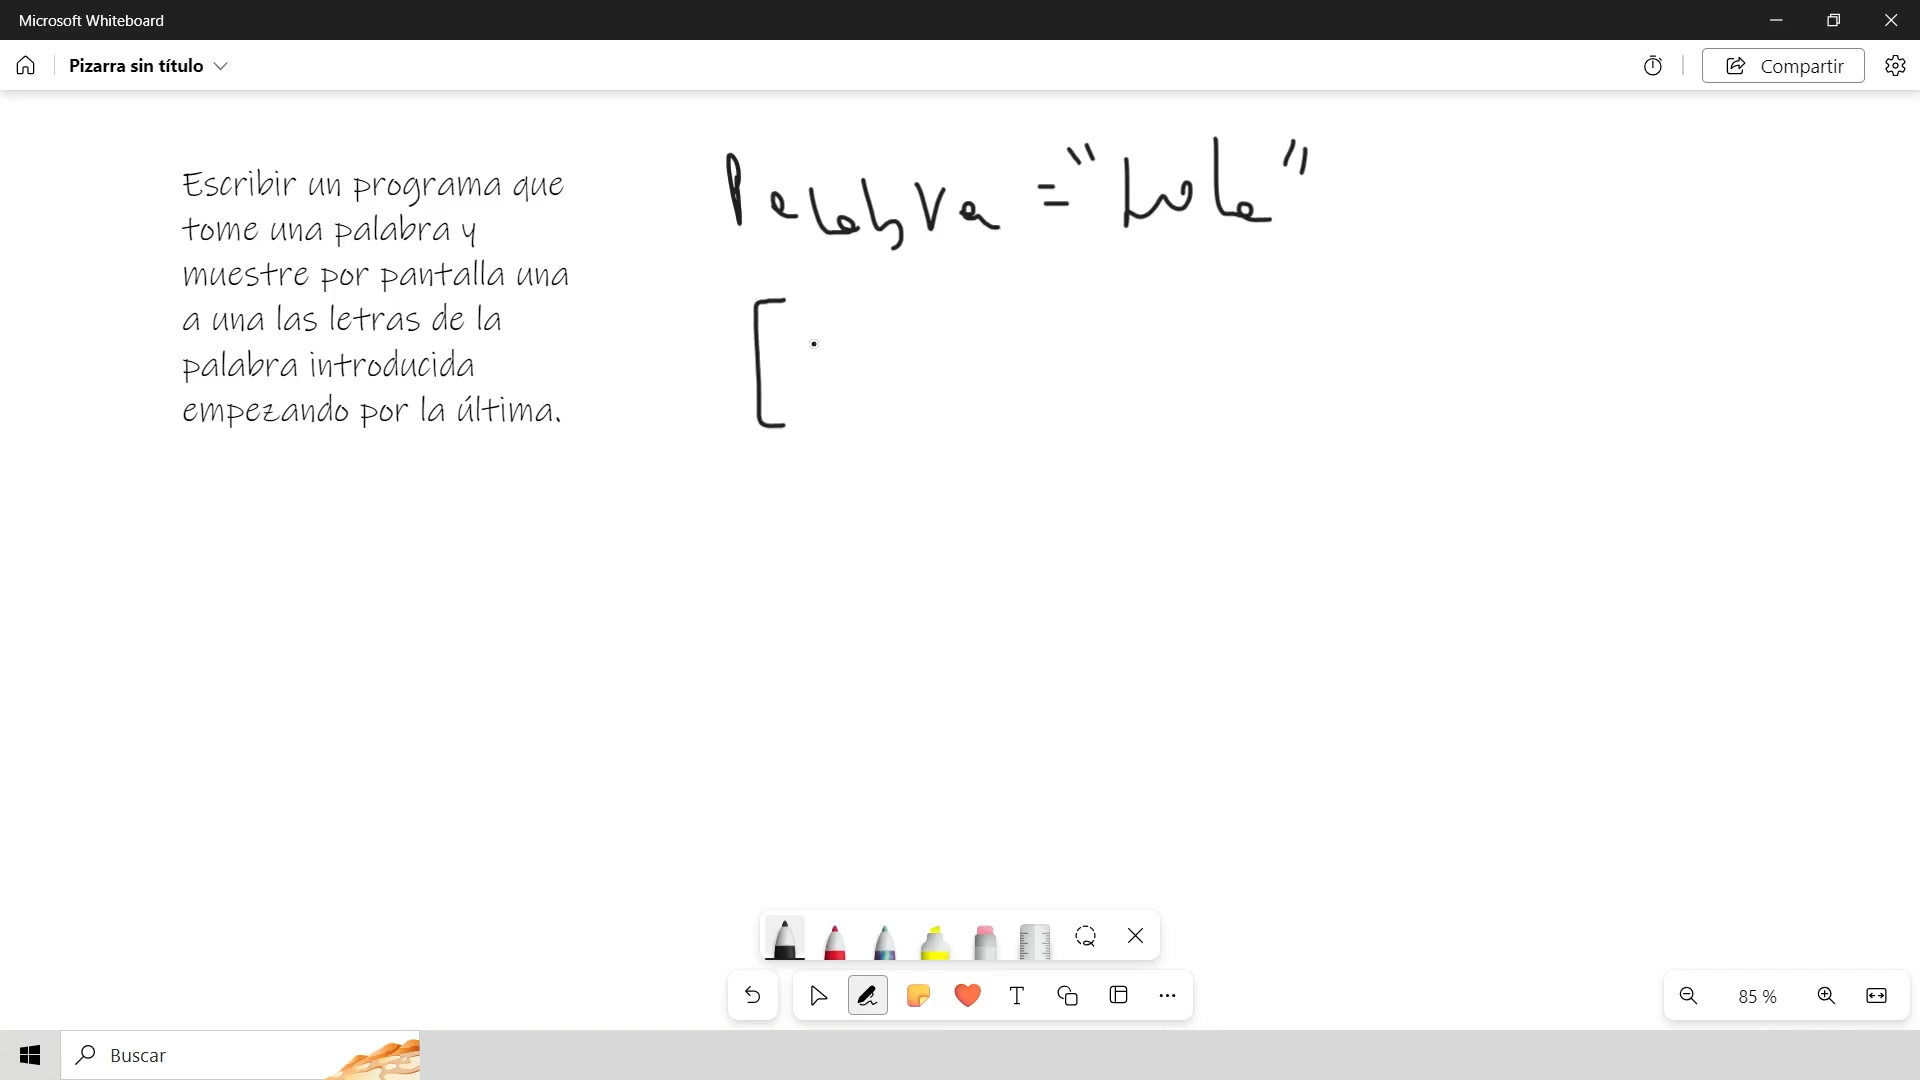 Microsoft Whiteboard
Pizarra sin título
Compartir
Escribir un programa que
tome una palabra y
muestre por pantalla una
a una las letras de la
palabra introducida
empezando por la última.
Palabra = "hola"
[
85 %
Buscar